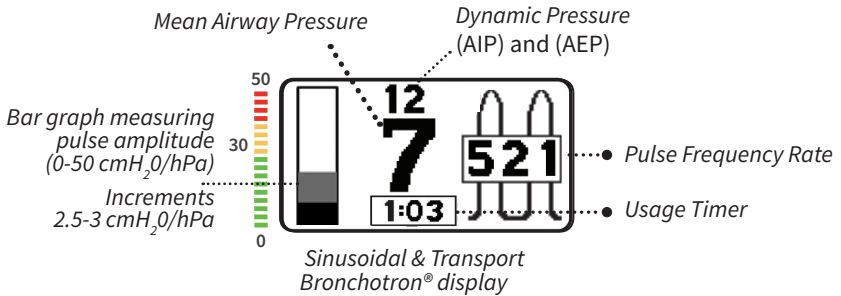 Mean Airway Pressure
Dynamic Pressure
(AIP) and (AEP)
50
30
0
Bar graph measuring
pulse amplitude
(0-50 cmH₂0/hPa)
Increments
2.5-3 cmH₂0/hPa
12
7
521
1:03
Pulse Frequency Rate
Usage Timer
Sinusoidal & Transport
Bronchotron® display